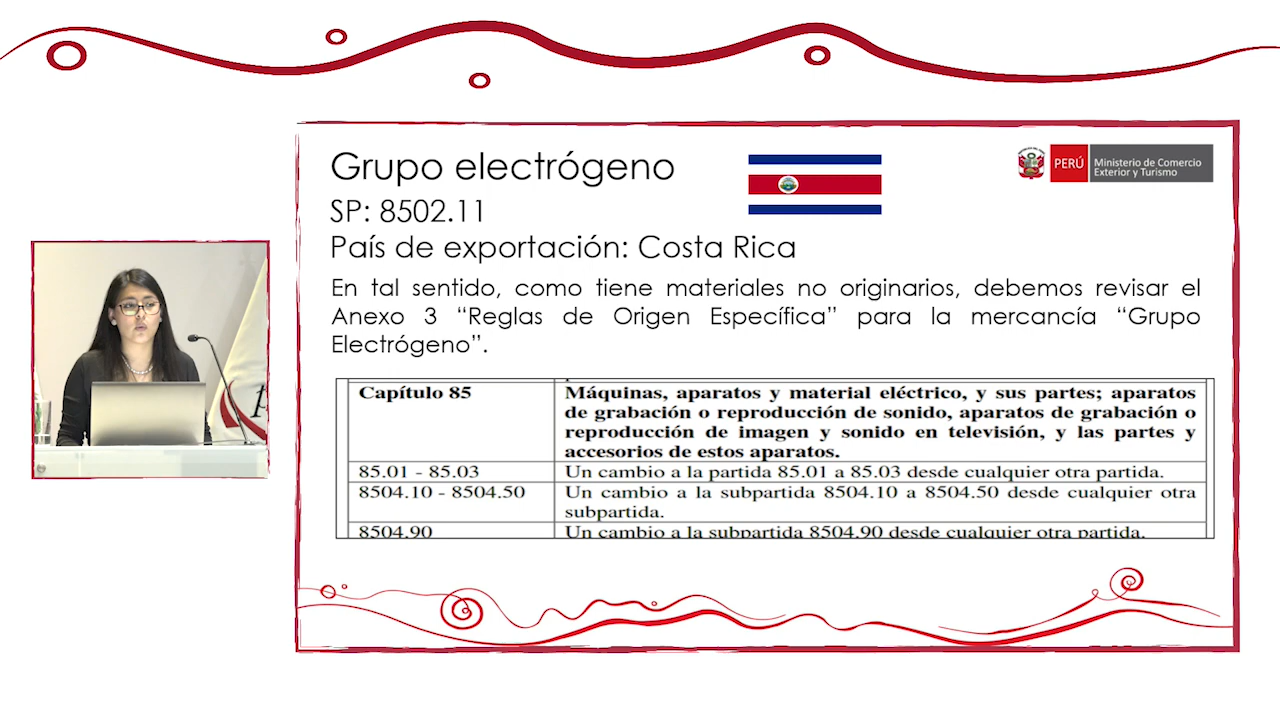 Grupo electrógeno
SP: 8502.11
País de exportación: Costa Rica
PERÚ
Ministerio de Comercio
Exterior y Turismo
En tal sentido, como tiene materiales no originarios, debemos revisar el
Anexo 3 “Reglas de Origen Específica” para la mercancía “Grupo
Electrógeno”.
Capítulo 85
Máquinas, aparatos y material eléctrico, y sus partes; aparatos
de grabación o reproducción de sonido, aparatos de grabación o
reproducción de imagen y sonido en televisión, y las partes y
accesorios de estos aparatos.
85.01 - 85.03
Un cambio a la partida 85.01 a 85.03 desde cualquier otra partida.
8504.10 - 8504.50
Un cambio a la subpartida 8504.10 a 8504.50 desde cualquier otra
subpartida.
8504.90
Un cambio a la subpartida 8504.90 desde cualquier otra partida.